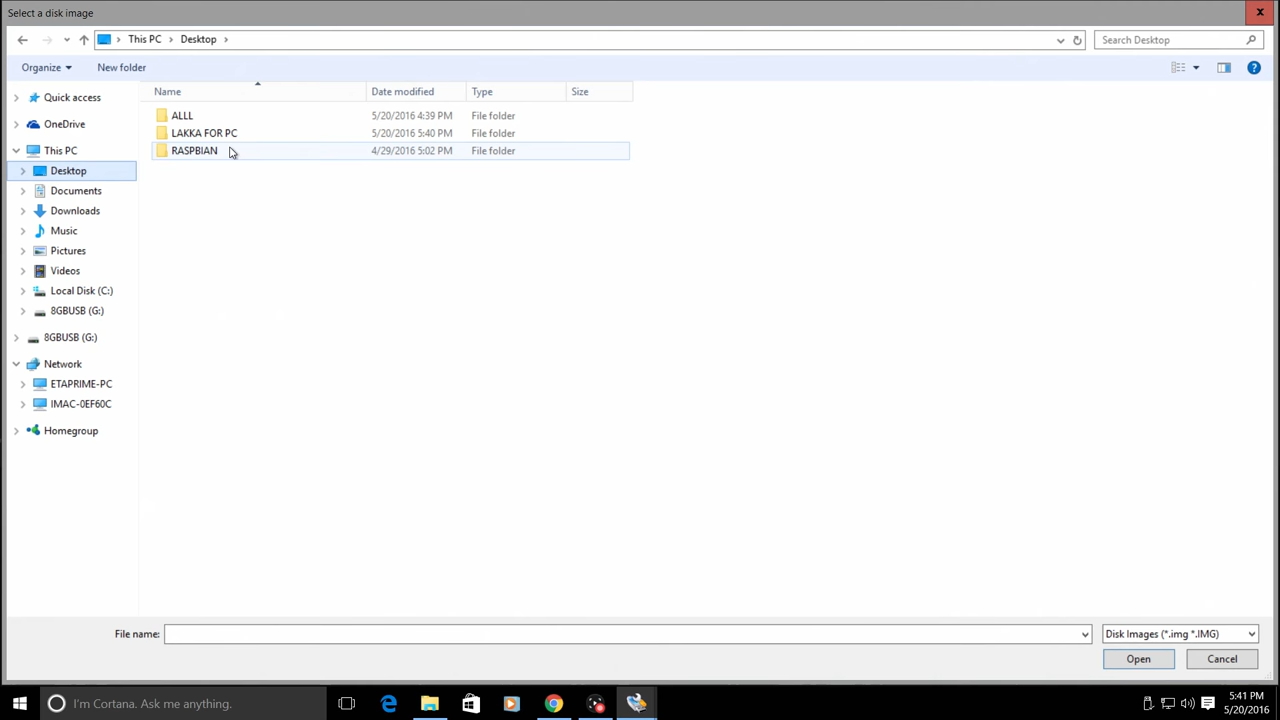 Select a disk image
This PC Desktop
Search Desktop
Organize New folder
Name Date modified Type Size
Quick access
OneDrive
This PC
Desktop
Documents
Downloads
Music
Pictures
Videos
Local Disk (C:)
8GBUSB (G:)
8GBUSB (G:)
Network
ETAPRIME-PC
IMAC-0EF60C
Homegroup
ALLL 5/20/2016 4:39 PM File folder
LAKKA FOR PC 5/20/2016 5:40 PM File folder
RASPBIAN 4/29/2016 5:02 PM File folder
File name:
Disk Images (*.img *.IMG)
Open Cancel
I'm Cortana. Ask me anything.
5:41 PM
5/20/2016